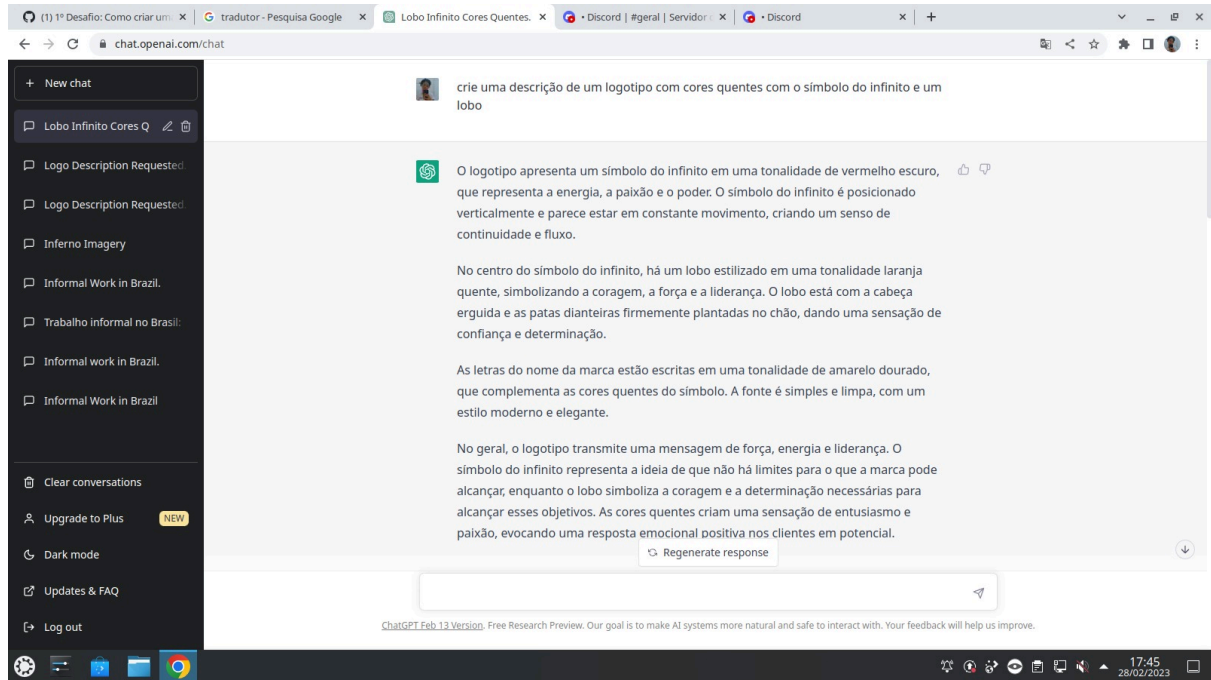 (1) 1º Desafio: Como criar um
tradutor - Pesquisa Google
Lobo Infinito Cores Quentes.
• Discord | #geral | Servidor
• Discord
chat.openai.com/chat
+ New chat
Lobo Infinito Cores Q
Logo Description Requested.
Logo Description Requested.
Inferno Imagery
Informal Work in Brazil.
Trabalho informal no Brasil:
Informal work in Brazil.
Informal Work in Brazil
Clear conversations
Upgrade to Plus NEW
Dark mode
Updates & FAQ
Log out
crie uma descrição de um logotipo com cores quentes com o símbolo do infinito e um
lobo
O logotipo apresenta um símbolo do infinito em uma tonalidade de vermelho escuro,
que representa a energia, a paixão e o poder. O símbolo do infinito é posicionado
verticalmente e parece estar em constante movimento, criando um senso de
continuidade e fluxo.
No centro do símbolo do infinito, há um lobo estilizado em uma tonalidade laranja
quente, simbolizando a coragem, a força e a liderança. O lobo está com a cabeça
erguida e as patas dianteiras firmemente plantadas no chão, dando uma sensação de
confiança e determinação.
As letras do nome da marca estão escritas em uma tonalidade de amarelo dourado,
que complementa as cores quentes do símbolo. A fonte é simples e limpa, com um
estilo moderno e elegante.
No geral, o logotipo transmite uma mensagem de força, energia e liderança. O
símbolo do infinito representa a ideia de que não há limites para o que a marca pode
alcançar, enquanto o lobo simboliza a coragem e a determinação necessárias para
alcançar esses objetivos. As cores quentes criam uma sensação de entusiasmo e
paixão, evocando uma resposta emocional positiva nos clientes em potencial.
Regenerate response
ChatGPT Feb 13 Version. Free Research Preview. Our goal is to make AI systems more natural and safe to interact with. Your feedback will help us improve.
17:45
28/02/2023